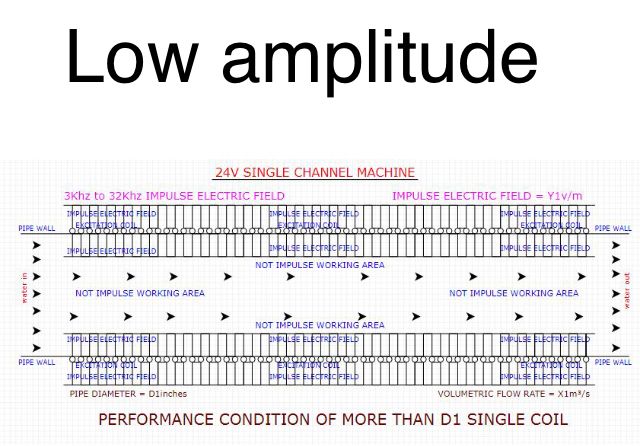 Low amplitude
24V SINGLE CHANNEL MACHINE
3Khz to 32Khz IMPULSE ELECTRIC FIELD
IMPULSE ELECTRIC FIELD = Y1v/m
IMPULSE ELECTRIC FIELD IMPULSE ELECTRIC FIELD IMPULSE ELECTRIC FIELD
EXCITATION COIL EXCITATION COIL EXCITATION COIL
PIPE WALL PIPE WALL
IMPULSE ELECTRIC FIELD IMPULSE ELECTRIC FIELD IMPULSE ELECTRIC FIELD
NOT IMPULSE WORKING AREA
water in
NOT IMPULSE WORKING AREA NOT IMPULSE WORKING AREA
water out
NOT IMPULSE WORKING AREA
IMPULSE ELECTRIC FIELD IMPULSE ELECTRIC FIELD IMPULSE ELECTRIC FIELD
PIPE WALL PIPE WALL
EXCITATION COIL EXCITATION COIL EXCITATION COIL
IMPULSE ELECTRIC FIELD IMPULSE ELECTRIC FIELD IMPULSE ELECTRIC FIELD
PIPE DIAMETER = D1inches
VOLUMETRIC FLOW RATE = X1m³/s
PERFORMANCE CONDITION OF MORE THAN D1 SINGLE COIL